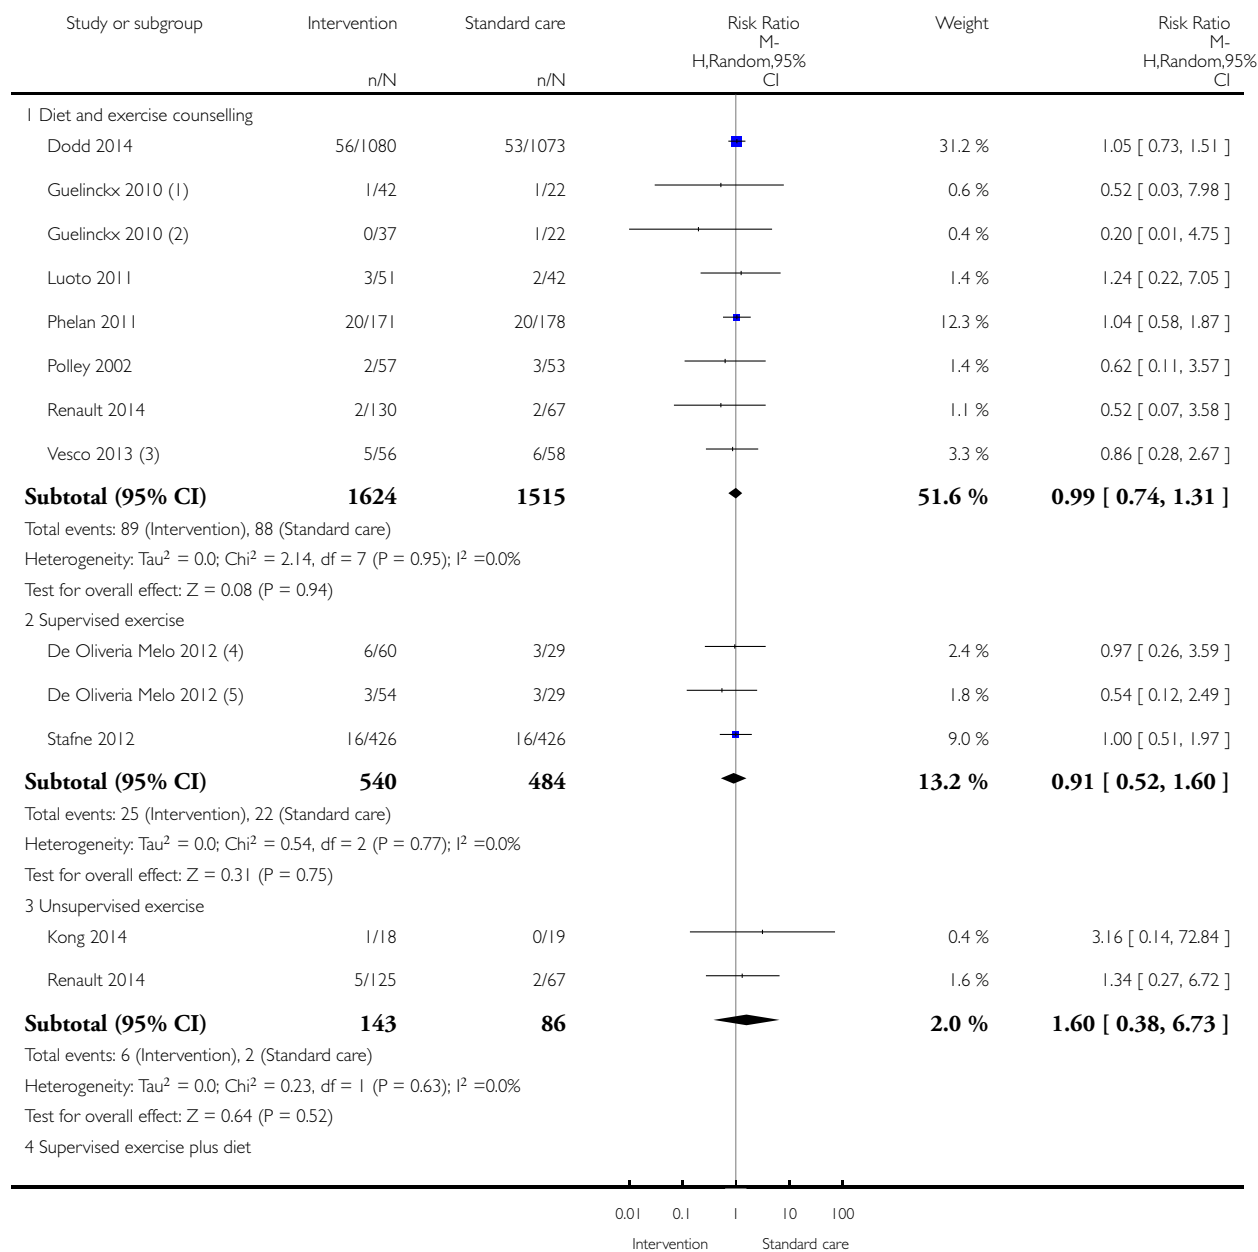 Study or subgroup Intervention Standard care Risk Ratio Weight Risk Ratio
M- M-
H,Random,95% H,Random,95%
n/N n/N CI CI
1 Diet and exercise counselling
Dodd 2014 56/1080 53/1073 31.2 % 1.05 [ 0.73, 1.51 ]
Guelinckx 2010 (1) 1/42 1/22 0.6 % 0.52 [ 0.03, 7.98 ]
Guelinckx 2010 (2) 0/37 1/22 0.4 % 0.20 [ 0.01, 4.75 ]
Luoto 2011 3/51 2/42 1.4 % 1.24 [ 0.22, 7.05 ]
Phelan 2011 20/171 20/178 12.3 % 1.04 [ 0.58, 1.87 ]
Polley 2002 2/57 3/53 1.4 % 0.62 [ 0.11, 3.57 ]
Renault 2014 2/130 2/67 1.1 % 0.52 [ 0.07, 3.58 ]
Vesco 2013 (3) 5/56 6/58 3.3 % 0.86 [ 0.28, 2.67 ]
Subtotal (95% CI) 1624 1515 51.6 % 0.99 [ 0.74, 1.31 ]
Total events: 89 (Intervention), 88 (Standard care)
Heterogeneity: Tau² = 0.0; Chi² = 2.14, df = 7 (P = 0.95); I² =0.0%
Test for overall effect: Z = 0.08 (P = 0.94)
2 Supervised exercise
De Oliveria Melo 2012 (4) 6/60 3/29 2.4 % 0.97 [ 0.26, 3.59 ]
De Oliveria Melo 2012 (5) 3/54 3/29 1.8 % 0.54 [ 0.12, 2.49 ]
Stafne 2012 16/426 16/426 9.0 % 1.00 [ 0.51, 1.97 ]
Subtotal (95% CI) 540 484 13.2 % 0.91 [ 0.52, 1.60 ]
Total events: 25 (Intervention), 22 (Standard care)
Heterogeneity: Tau² = 0.0; Chi² = 0.54, df = 2 (P = 0.77); I² =0.0%
Test for overall effect: Z = 0.31 (P = 0.75)
3 Unsupervised exercise
Kong 2014 1/18 0/19 0.4 % 3.16 [ 0.14, 72.84 ]
Renault 2014 5/125 2/67 1.6 % 1.34 [ 0.27, 6.72 ]
Subtotal (95% CI) 143 86 2.0 % 1.60 [ 0.38, 6.73 ]
Total events: 6 (Intervention), 2 (Standard care)
Heterogeneity: Tau² = 0.0; Chi² = 0.23, df = 1 (P = 0.63); I² =0.0%
Test for overall effect: Z = 0.64 (P = 0.52)
4 Supervised exercise plus diet
0.01 0.1 1 10 100
Intervention Standard care